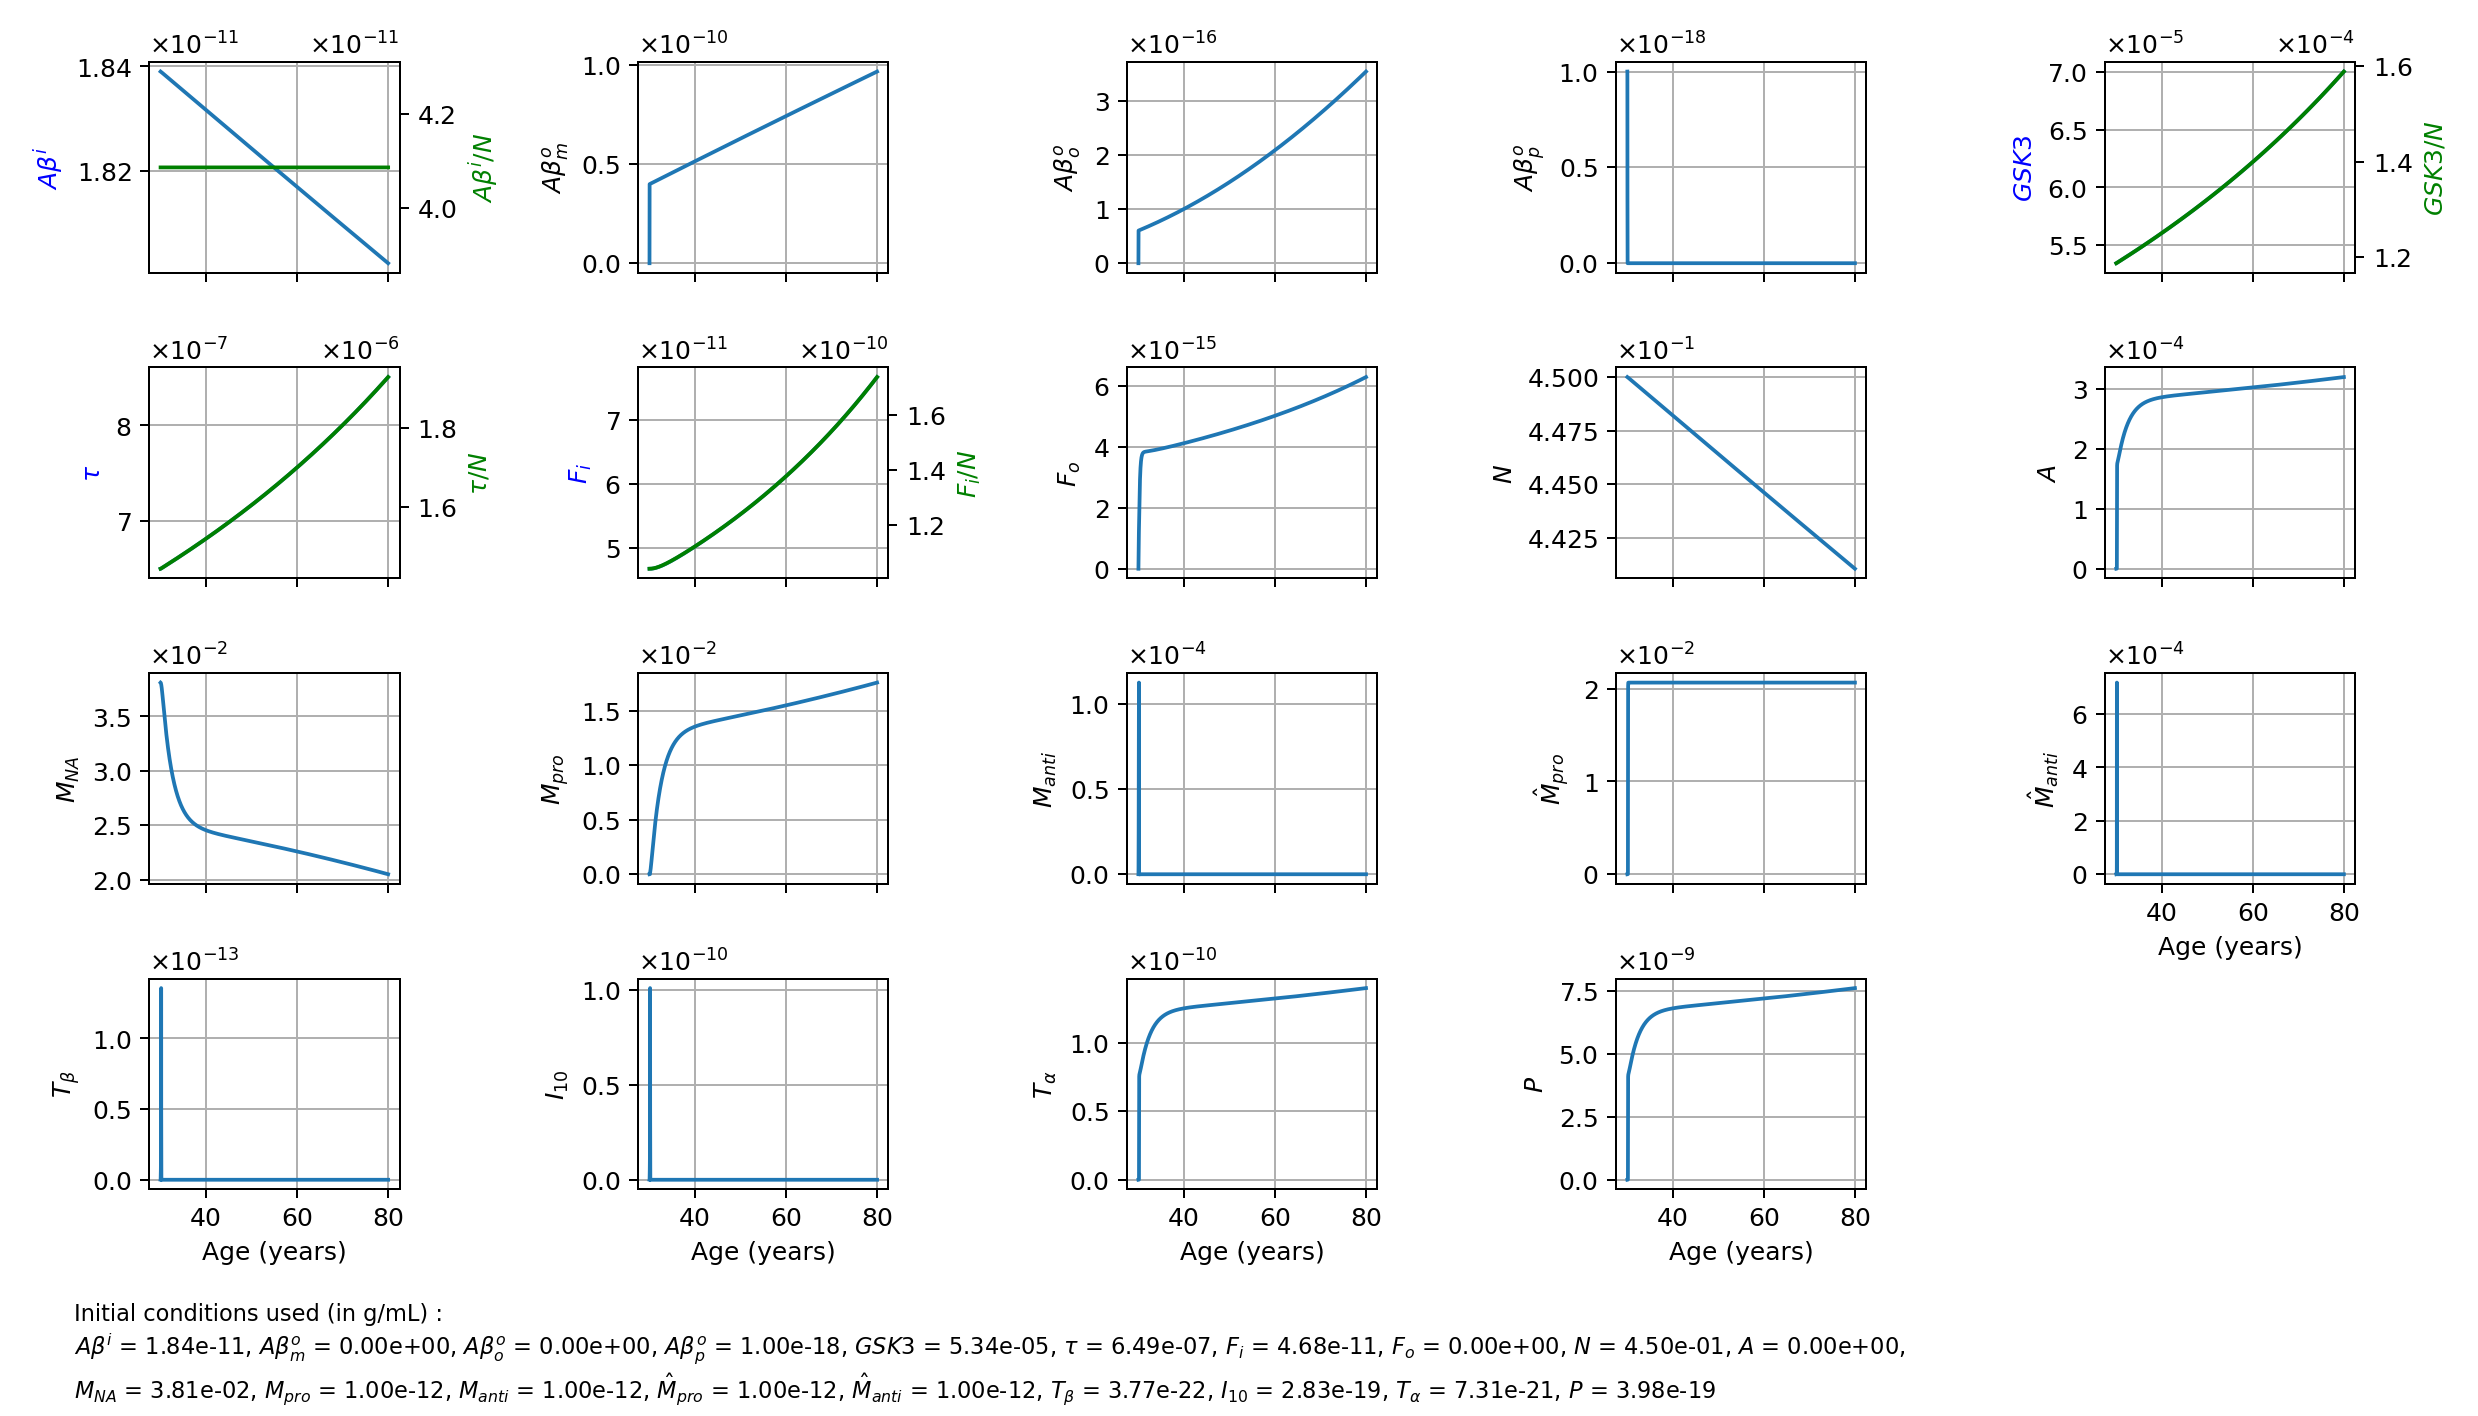 ×10⁻¹¹ ×10⁻¹¹ ×10⁻¹⁰ ×10⁻¹⁶ ×10⁻¹⁸ ×10⁻⁵ ×10⁻⁴
1.84 1.82 Aβⁱ 4.2 4.0 Aβⁱ/N
1.0 0.5 0.0 Aβₘᵒ
3 2 1 0 Aβₒᵒ
1.0 0.5 0.0 Aβₚᵒ
7.0 6.5 6.0 5.5 GSK3 1.6 1.4 1.2 GSK3/N
×10⁻⁷ ×10⁻⁶ ×10⁻¹¹ ×10⁻¹⁰ ×10⁻¹⁵ ×10⁻¹ ×10⁻⁴
8 7 τ 1.8 1.6 τ/N
7 6 5 Fᵢ 1.6 1.4 1.2 Fᵢ/N
6 4 2 0 Fₒ
4.500 4.475 4.450 4.425 N
3 2 1 0 A
×10⁻² ×10⁻² ×10⁻⁴ ×10⁻² ×10⁻⁴
3.5 3.0 2.5 2.0 M_NA
1.5 1.0 0.5 0.0 M_pro
1.0 0.5 0.0 M_anti
2 1 0 M̂_pro
6 4 2 0 M̂_anti
40 60 80
Age (years)
×10⁻¹³ ×10⁻¹⁰ ×10⁻¹⁰ ×10⁻⁹
1.0 0.5 0.0 T_β
1.0 0.5 0.0 I₁₀
1.0 0.5 0.0 T_α
7.5 5.0 2.5 0.0 P
40 60 80 40 60 80 40 60 80 40 60 80
Age (years) Age (years) Age (years) Age (years)
Initial conditions used (in g/mL) :
Aβⁱ = 1.84e-11, Aβₘᵒ = 0.00e+00, Aβₒᵒ = 0.00e+00, Aβₚᵒ = 1.00e-18, GSK3 = 5.34e-05, τ = 6.49e-07, Fᵢ = 4.68e-11, Fₒ = 0.00e+00, N = 4.50e-01, A = 0.00e+00,
M_NA = 3.81e-02, M_pro = 1.00e-12, M_anti = 1.00e-12, M̂_pro = 1.00e-12, M̂_anti = 1.00e-12, T_β = 3.77e-22, I₁₀ = 2.83e-19, T_α = 7.31e-21, P = 3.98e-19